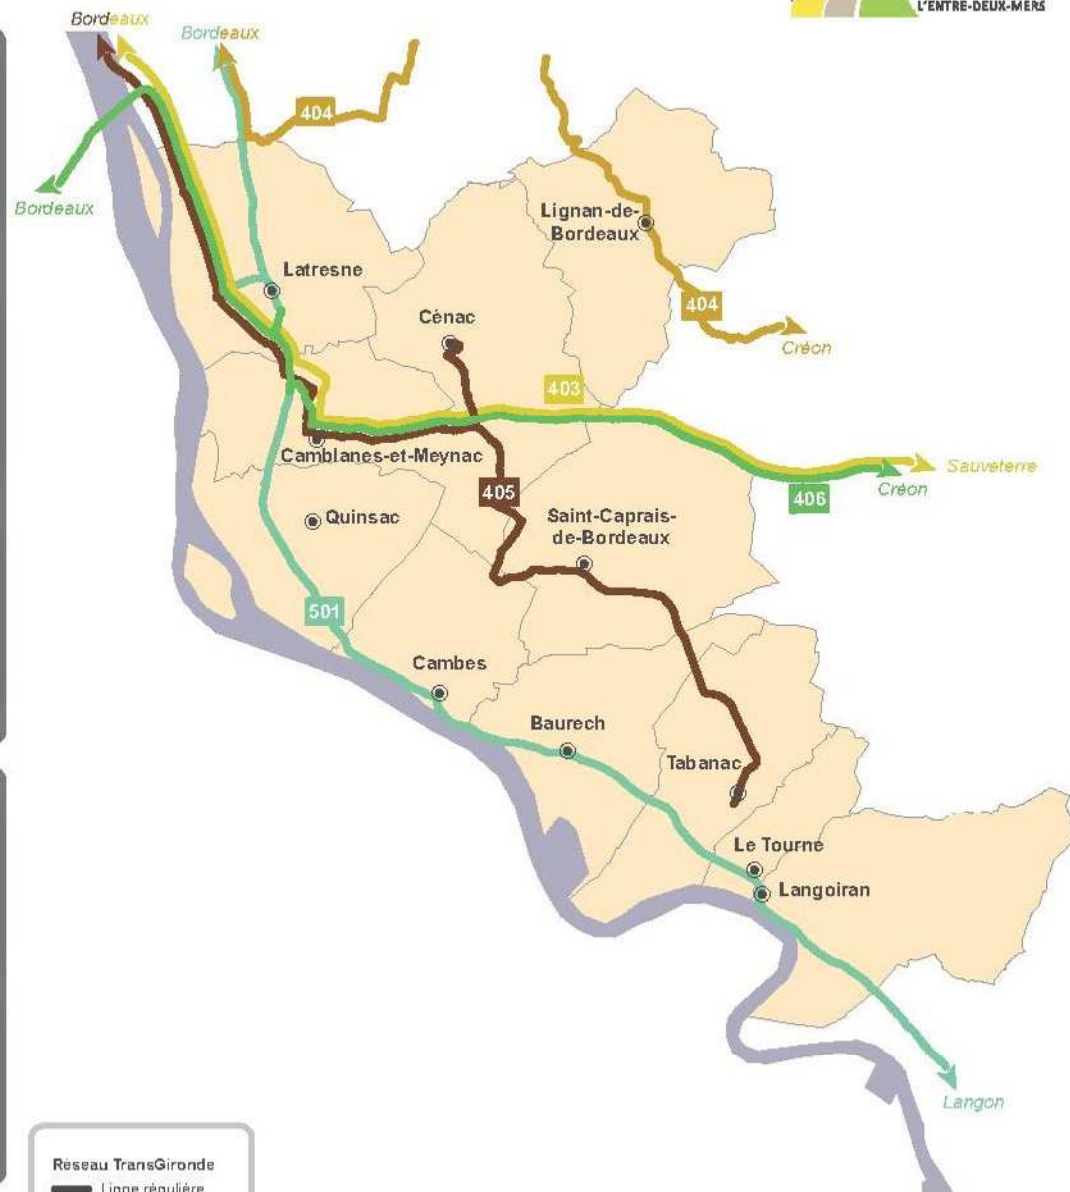 L'ENTRE-DEUX-MERS
Bordeaux
Bordeaux
404
Bordeaux
Lignan-de-
Bordeaux
Latresne
404
Cénac
Créon
403
Camblanes-et-Meynac
Sauveterre
Créon
405
406
Quinsac
Saint-Caprais-
de-Bordeaux
501
Cambes
Baurech
Tabanac
Le Tourne
Langoiran
Langon
Réseau TransGironde
Ligne régulière